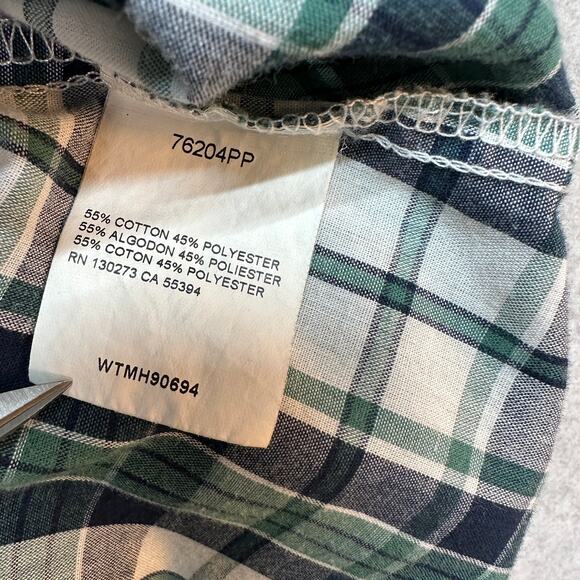 76204PP
55% COTTON 45% POLYESTER
55% ALGODON 45% POLIESTER
55% COTON 45% POLYESTER
RN 130273 CA 55394
WTMH90694